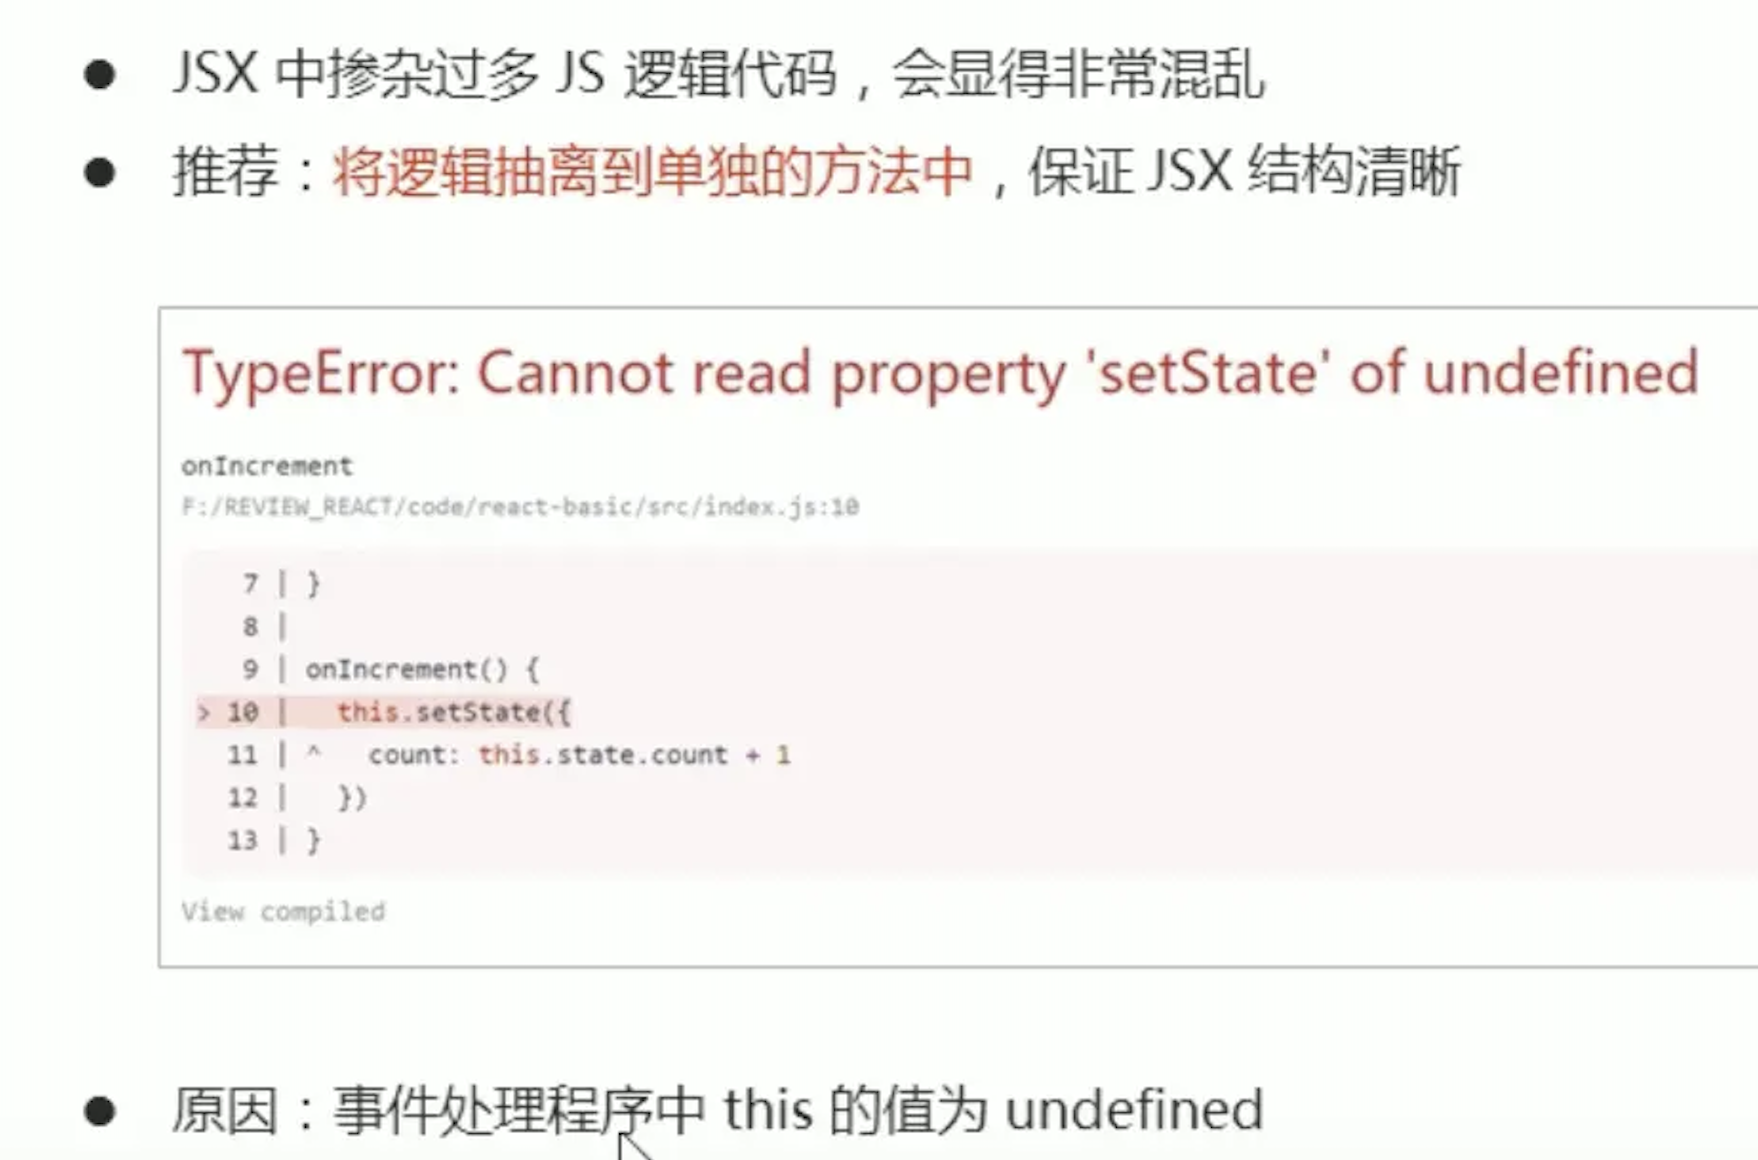 ● JSX 中掺杂过多 JS 逻辑代码，会显得非常混乱
● 推荐：将逻辑抽离到单独的方法中，保证 JSX 结构清晰
TypeError: Cannot read property 'setState' of undefined
onIncrement
F:/REVIEW_REACT/code/react-basic/src/index.js:10
7 | }
8 |
9 | onIncrement() {
> 10 |   this.setState({
11 | ^   count: this.state.count + 1
12 |   })
13 | }
View compiled
● 原因：事件处理程序中 this 的值为 undefined